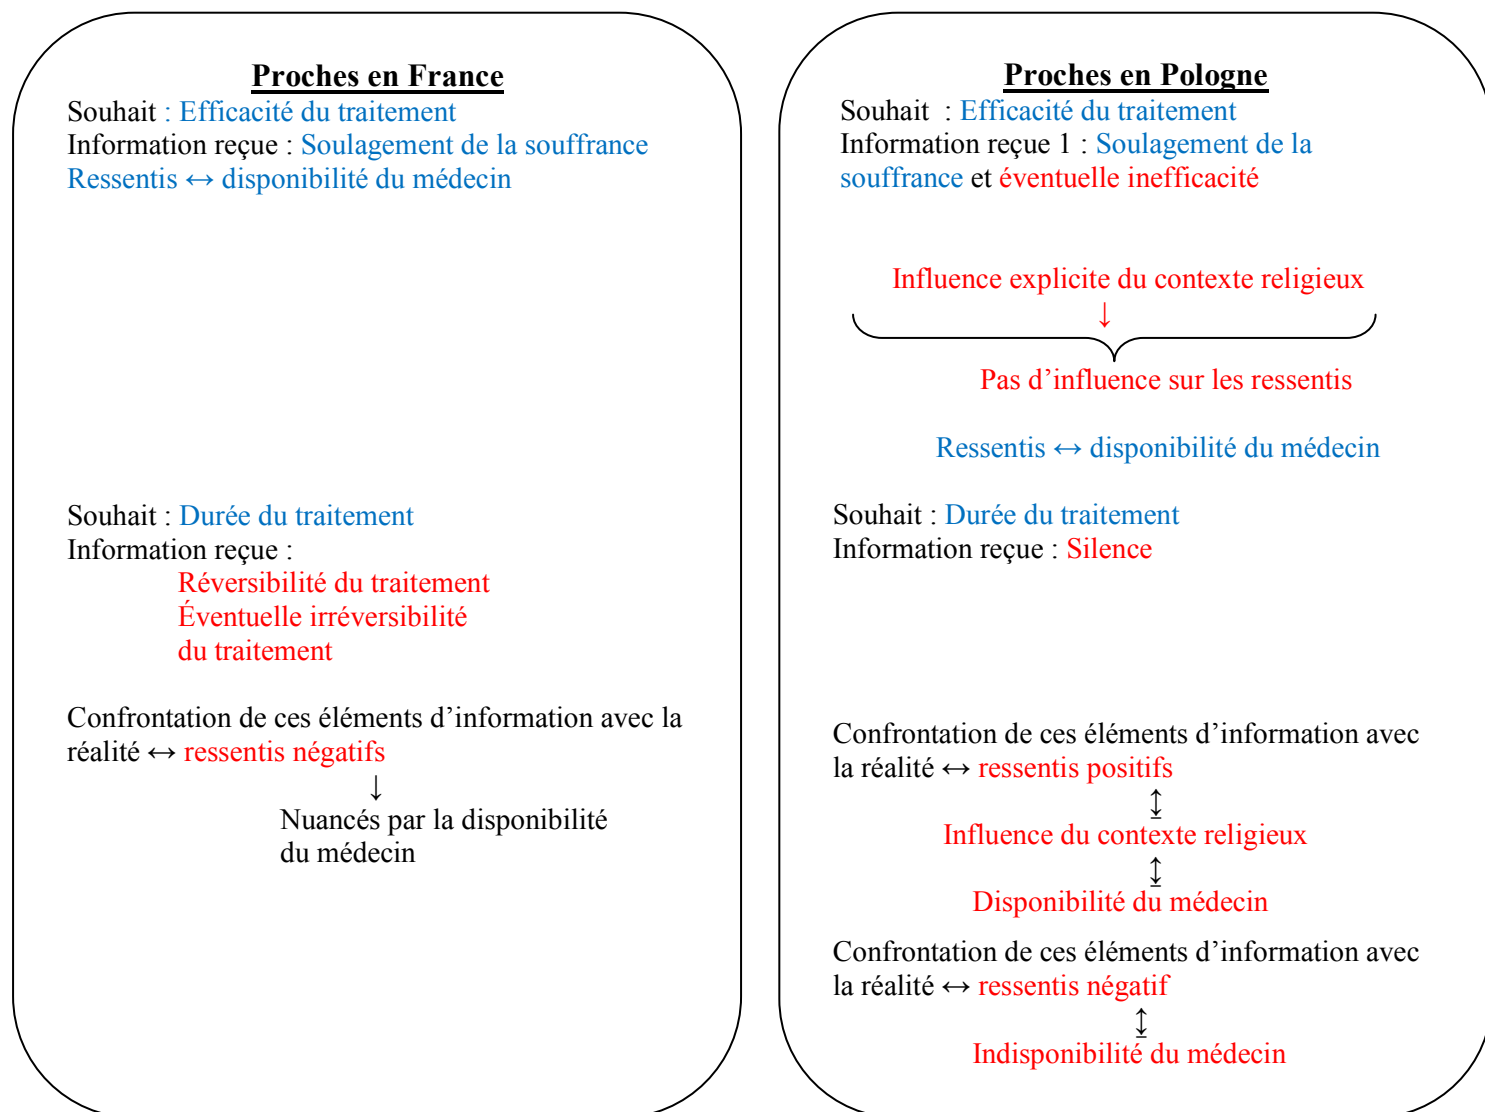 Proches en France
Souhait : Efficacité du traitement
Information reçue : Soulagement de la souffrance
Ressentis ↔ disponibilité du médecin
Souhait : Durée du traitement
Information reçue :
Réversibilité du traitement
Éventuelle irréversibilité
du traitement
Confrontation de ces éléments d’information avec la
réalité ↔ ressentis négatifs
↓
Nuancés par la disponibilité
du médecin
Proches en Pologne
Souhait : Efficacité du traitement
Information reçue 1 : Soulagement de la
souffrance et éventuelle inefficacité
Influence explicite du contexte religieux
↓
Pas d’influence sur les ressentis
Ressentis ↔ disponibilité du médecin
Souhait : Durée du traitement
Information reçue : Silence
Confrontation de ces éléments d’information avec
la réalité ↔ ressentis positifs
↨
Influence du contexte religieux
↨
Disponibilité du médecin
Confrontation de ces éléments d’information avec
la réalité ↔ ressentis négatif
↨
Indisponibilité du médecin